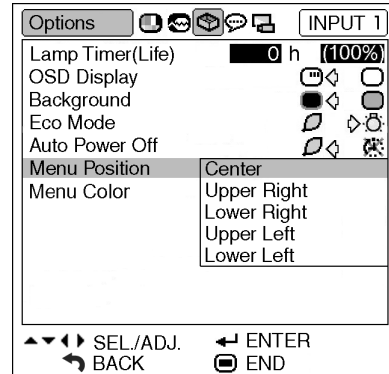 Options INPUT 1
Lamp Timer(Life) 0 h (100%)
OSD Display
Background
Eco Mode
Auto Power Off
Menu Position Center
Menu Color Upper Right
Lower Right
Upper Left
Lower Left
SEL./ADJ. ENTER
BACK END